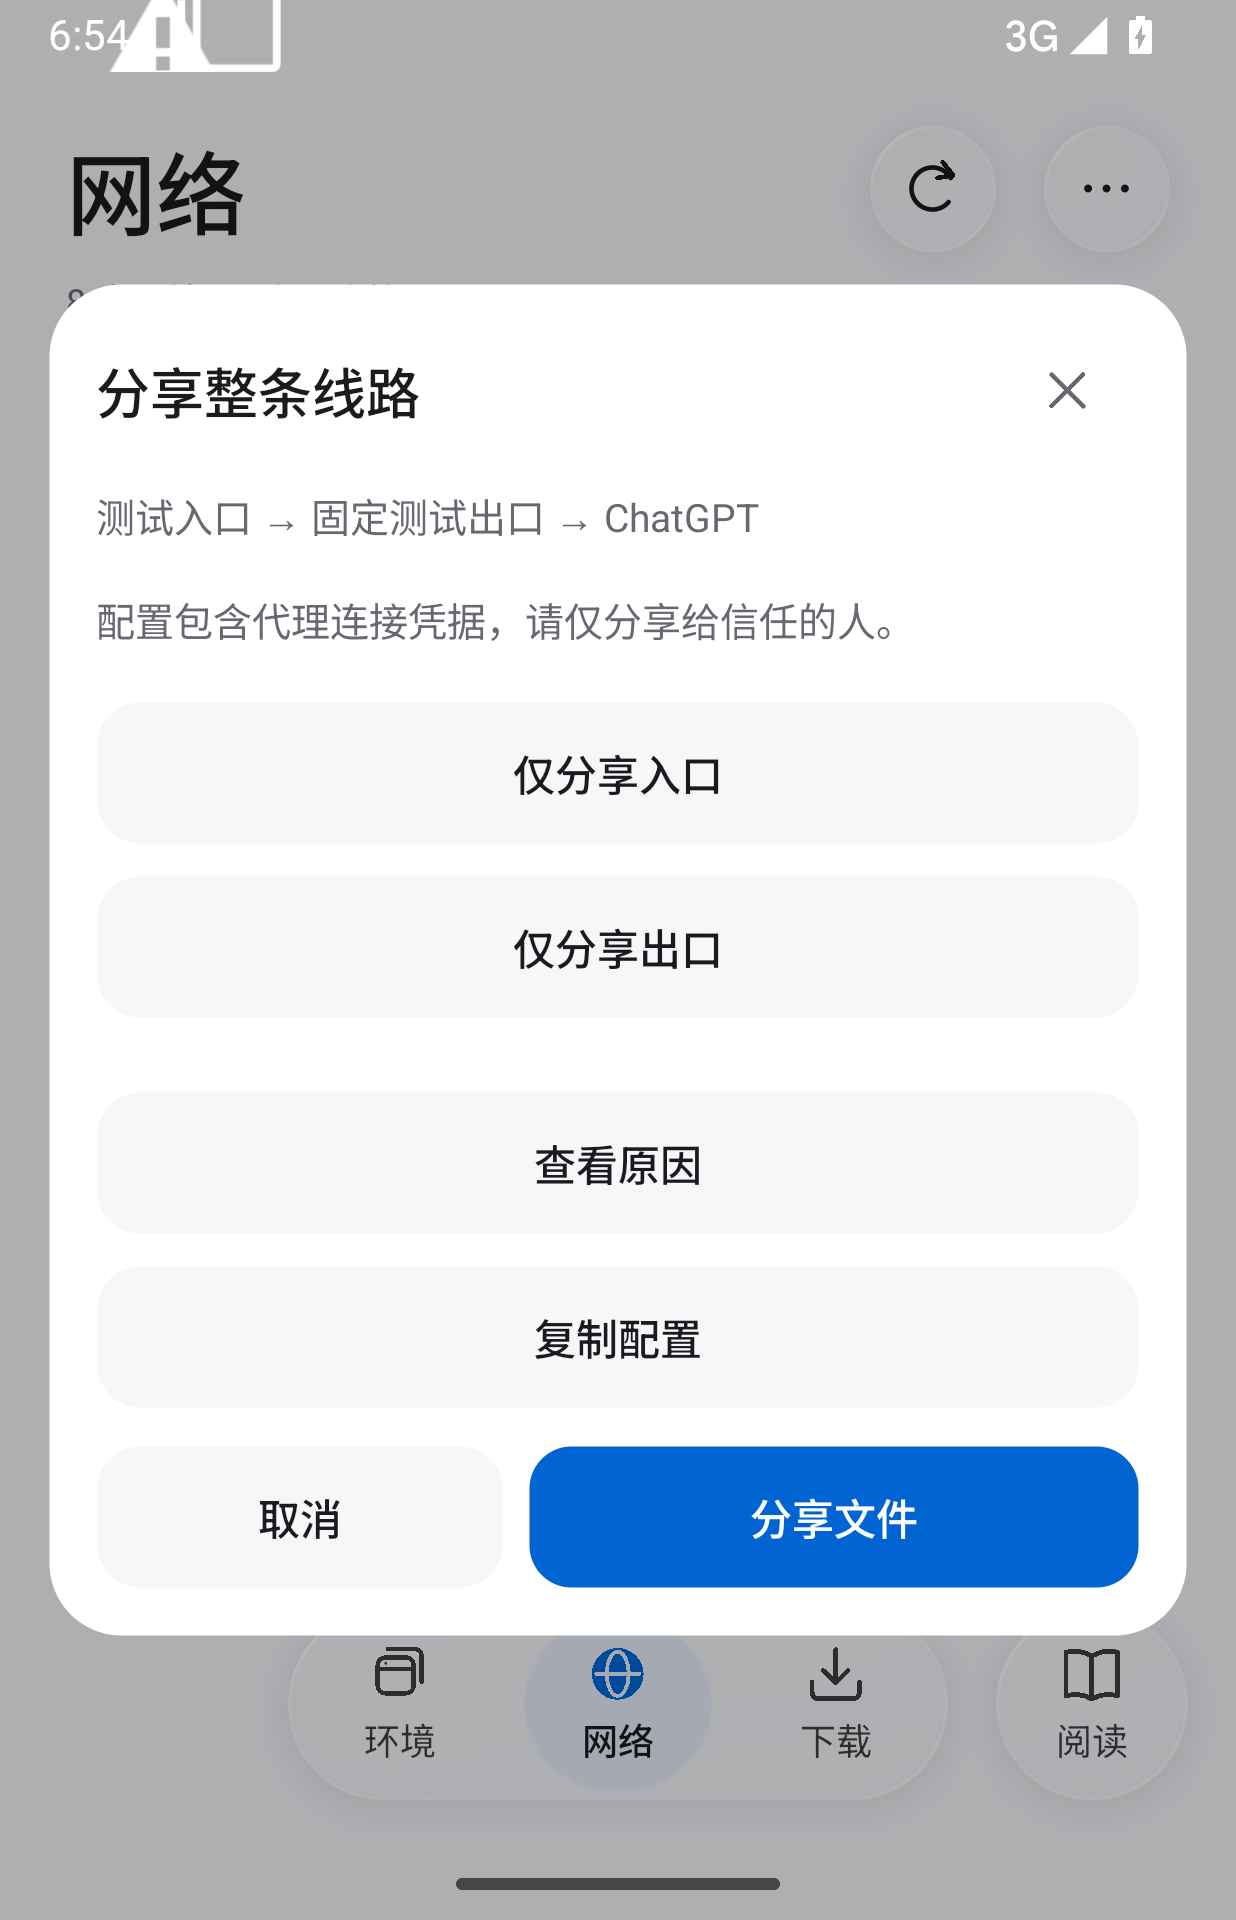 6:54
3G
网络
分享整条线路
测试入口 → 固定测试出口 → ChatGPT
配置包含代理连接凭据，请仅分享给信任的人。
仅分享入口
仅分享出口
查看原因
复制配置
取消
分享文件
环境
网络
下载
阅读